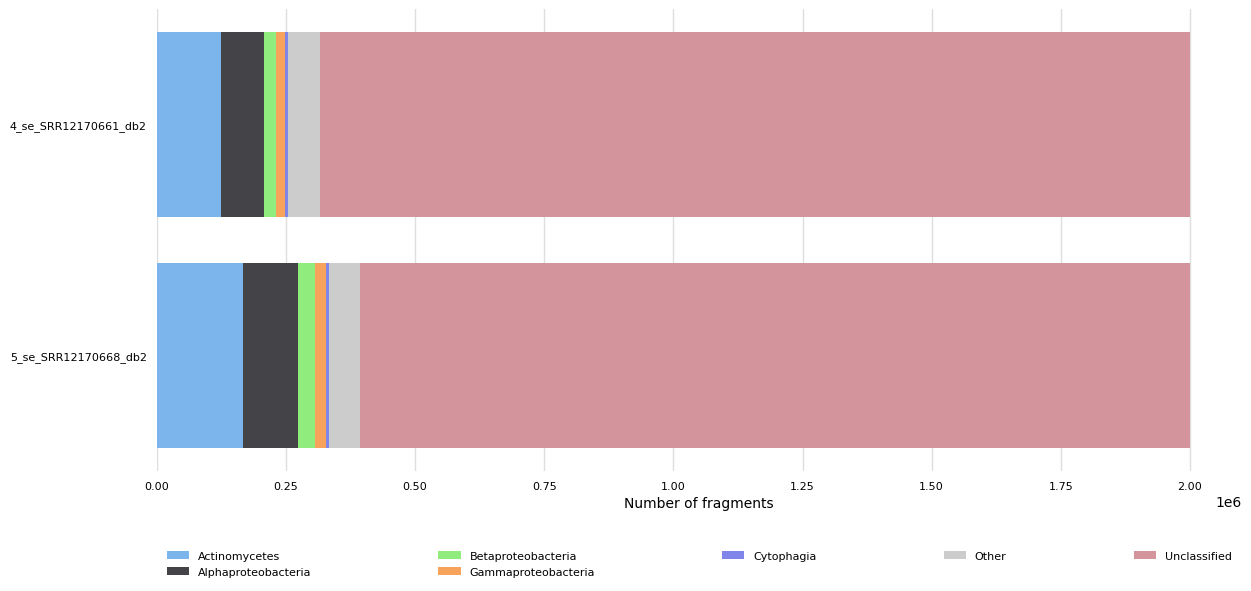 4_se_SRR12170661_db2
5_se_SRR12170668_db2
0.00 0.25 0.50 0.75 1.00 1.25 1.50 1.75 2.00
Number of fragments 1e6
Actinomycetes Betaproteobacteria Cytophagia Other Unclassified
Alphaproteobacteria Gammaproteobacteria